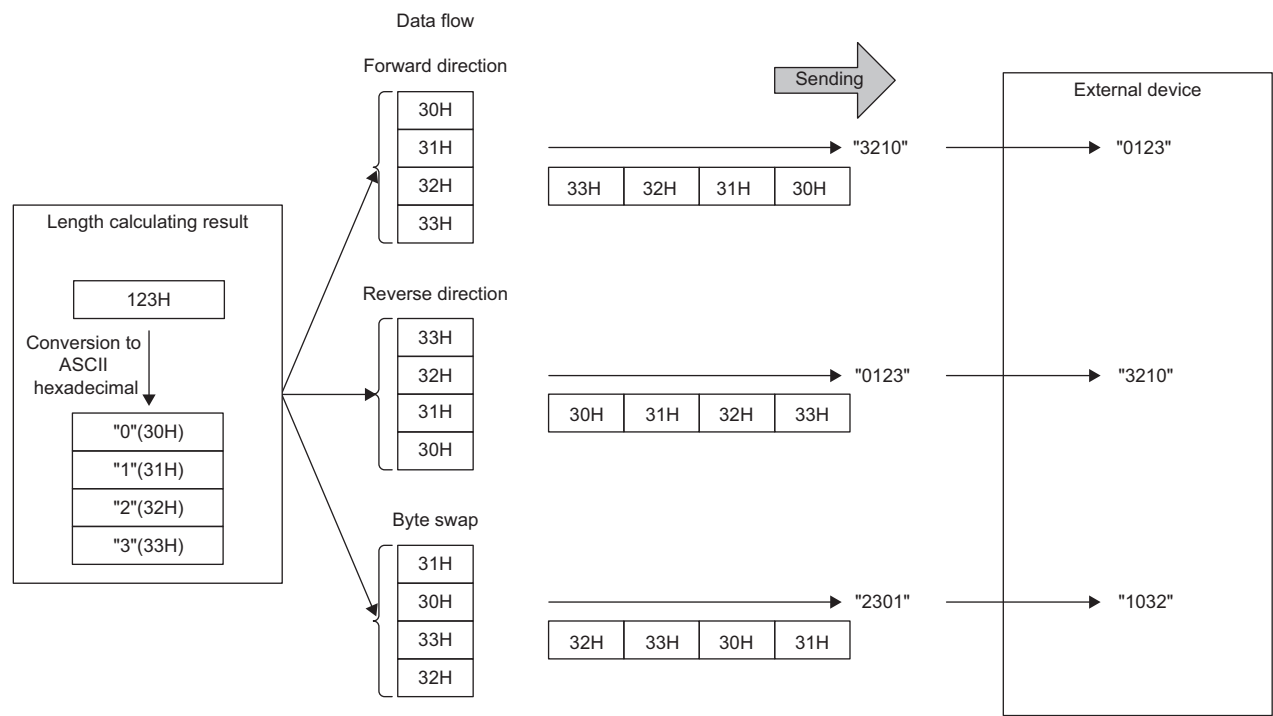 Data flow
Forward direction
30H
31H
32H
33H
Sending
"3210"
33H 32H 31H 30H
External device
"0123"
Length calculating result
123H
Conversion to
ASCII
hexadecimal
"0"(30H)
"1"(31H)
"2"(32H)
"3"(33H)
Reverse direction
33H
32H
31H
30H
"0123"
30H 31H 32H 33H
"3210"
Byte swap
31H
30H
33H
32H
"2301"
32H 33H 30H 31H
"1032"